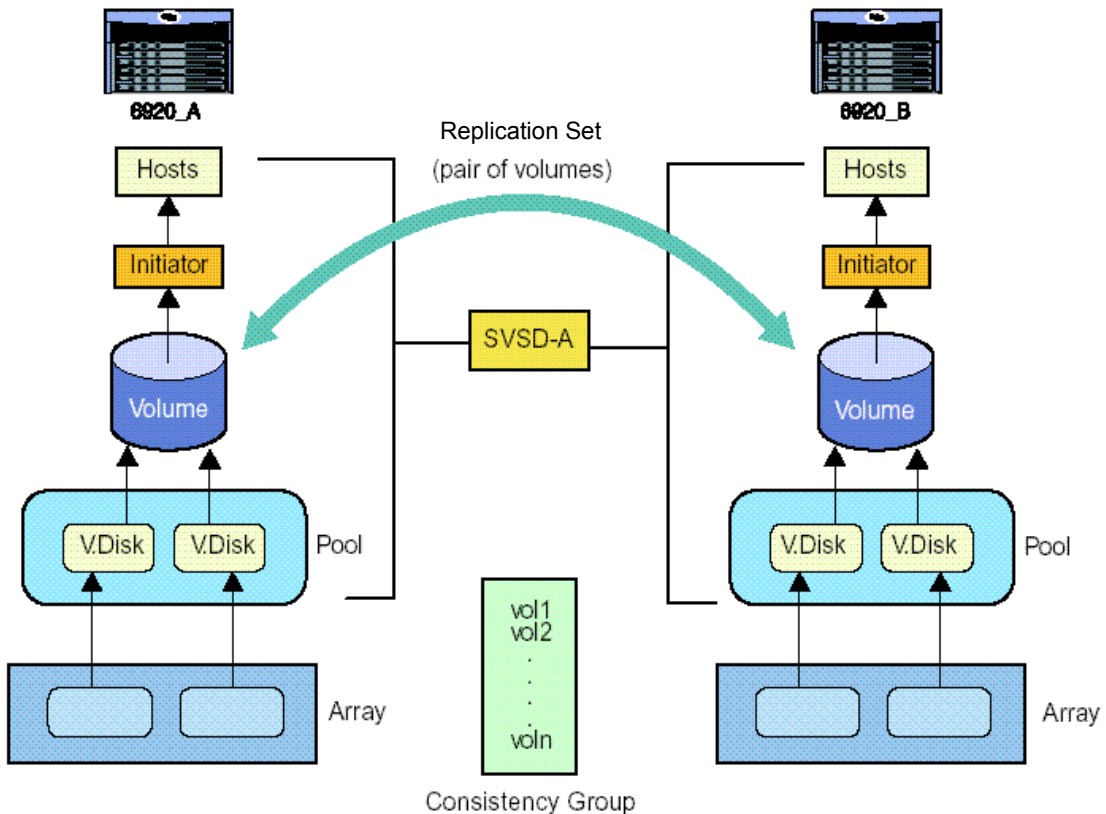 6920_A
6920_B
Replication Set
(pair of volumes)
Hosts
Hosts
Initiator
Initiator
SVSD-A
Volume
Volume
V.Disk
V.Disk
Pool
V.Disk
V.Disk
Pool
vol1
vol2
.
.
.
voln
Array
Array
Consistency Group